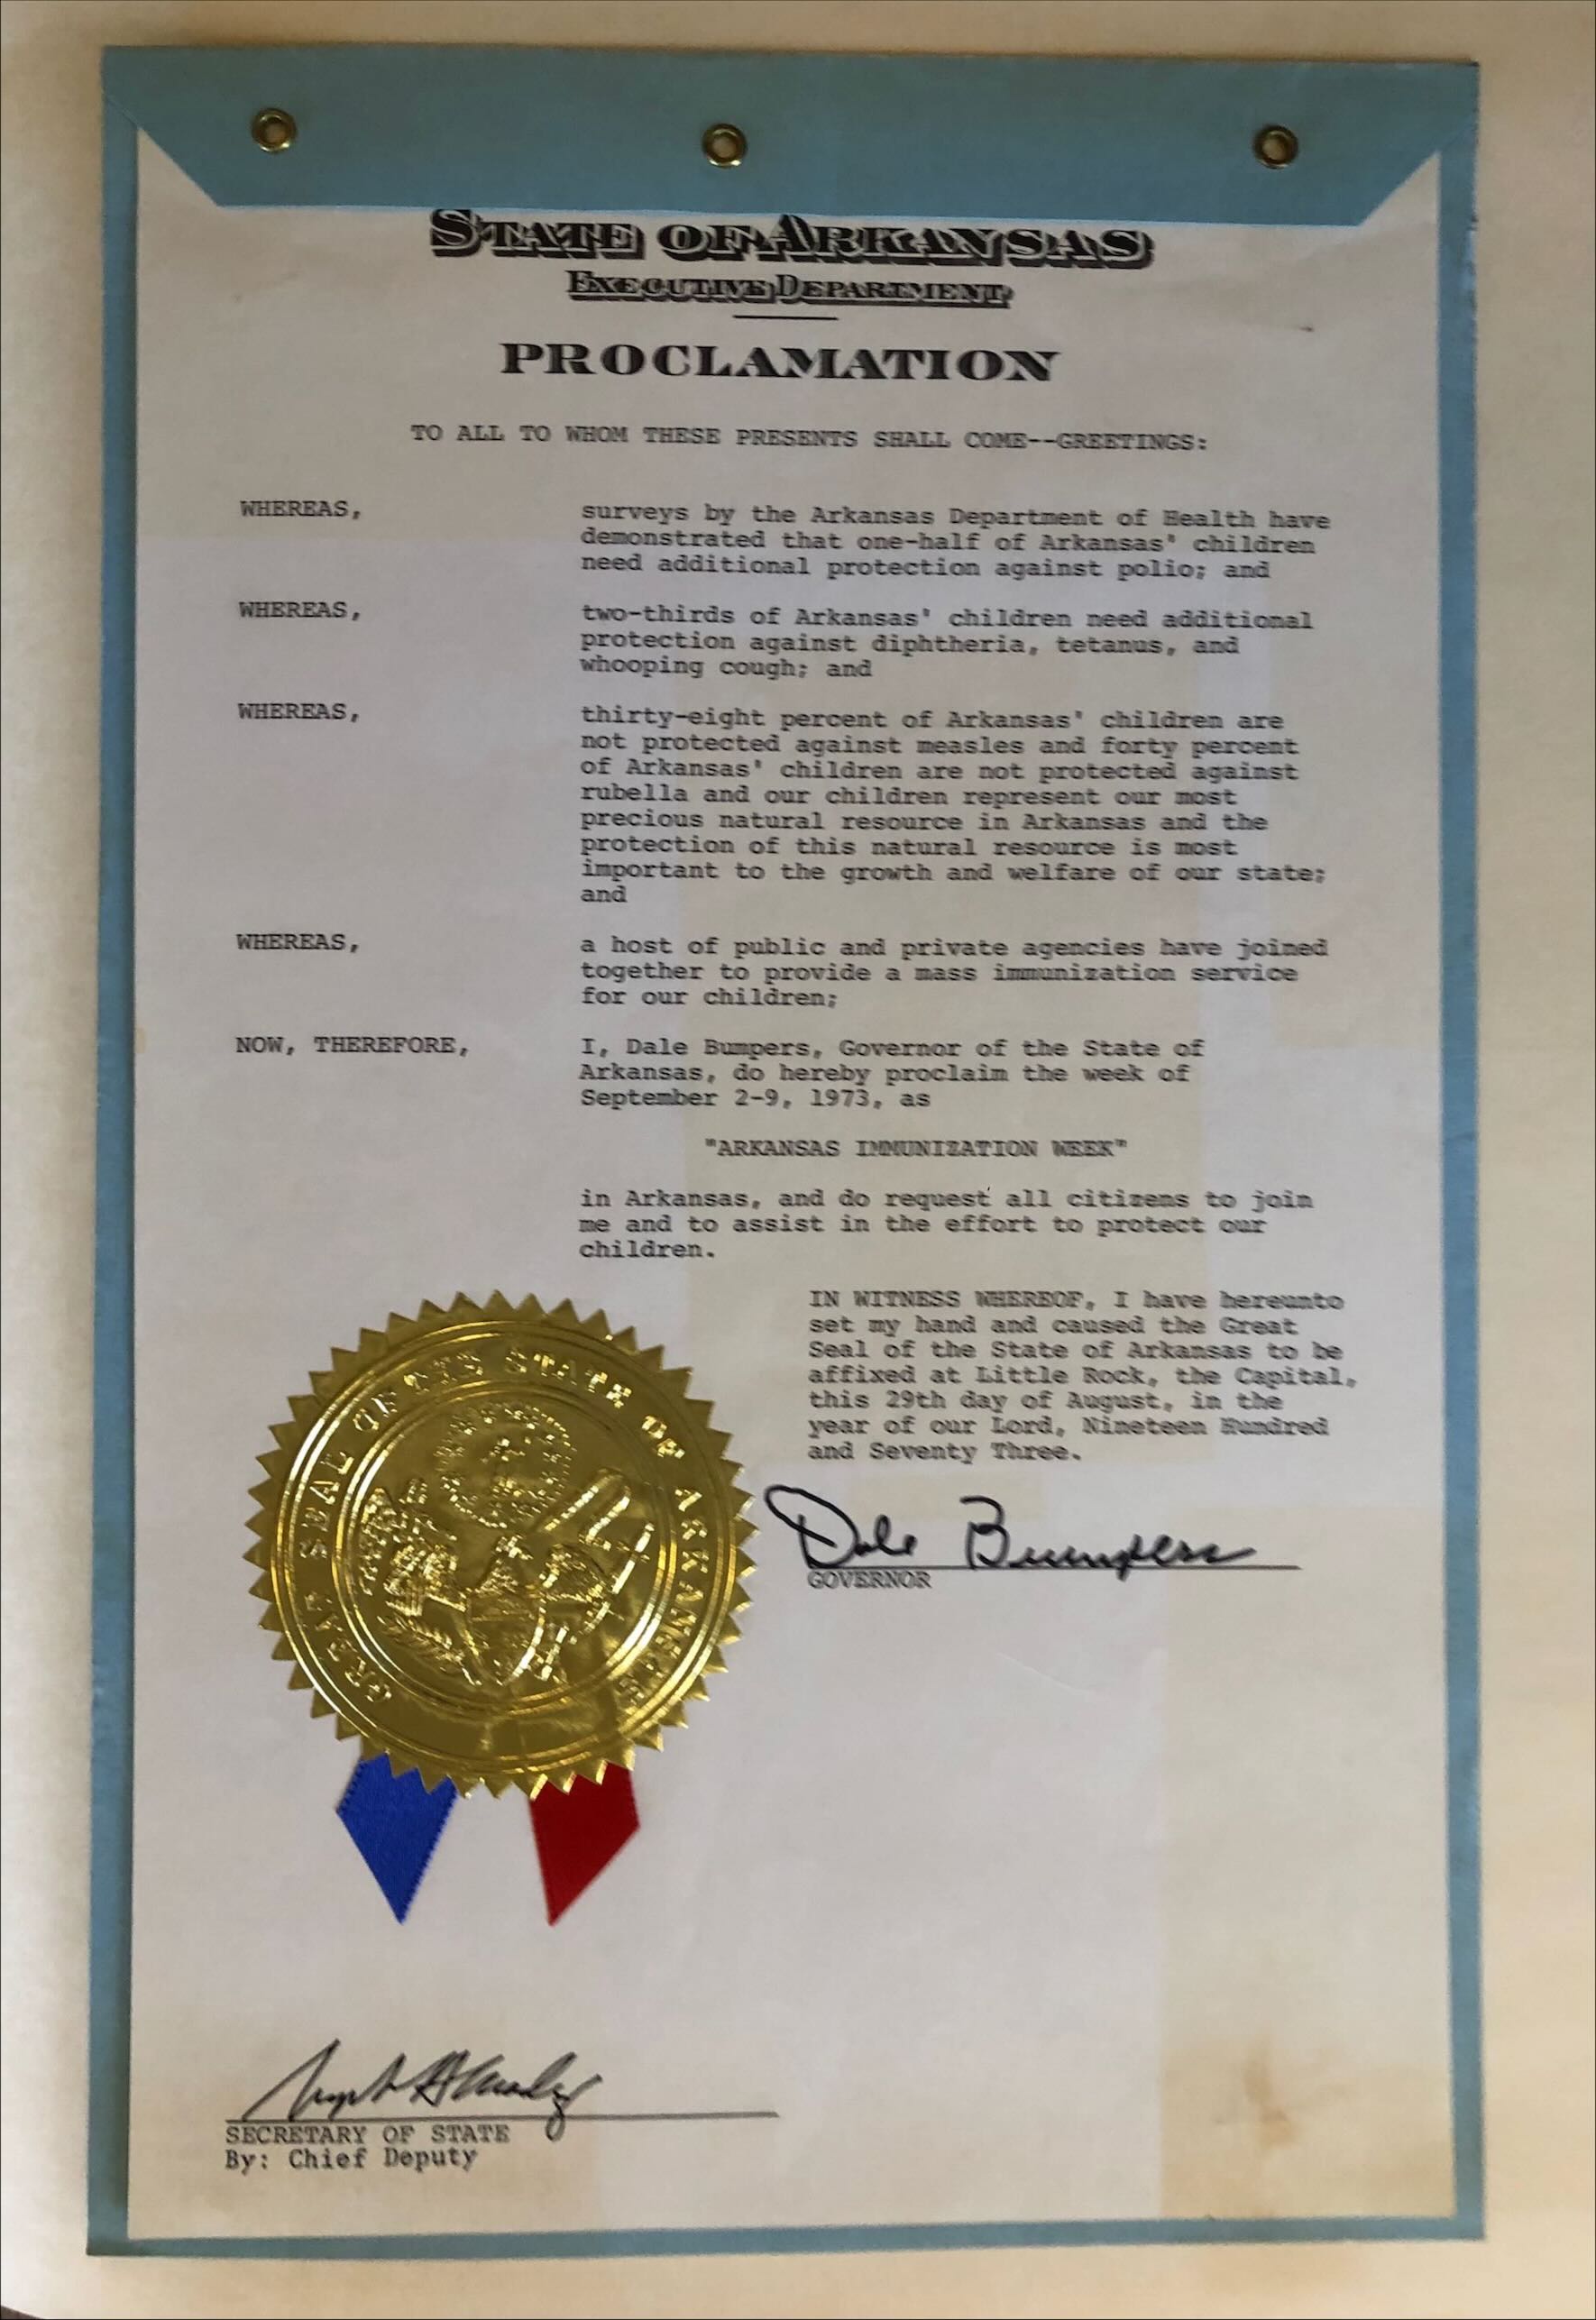 STATE OF ARKANSAS
EXECUTIVE DEPARTMENT
PROCLAMATION
TO ALL TO WHOM THESE PRESENTS SHALL COME--GREETINGS:
WHEREAS, surveys by the Arkansas Department of Health have
demonstrated that one-half of Arkansas' children
need additional protection against polio; and
WHEREAS, two-thirds of Arkansas' children need additional
protection against diphtheria, tetanus, and
whooping cough; and
WHEREAS, thirty-eight percent of Arkansas' children are
not protected against measles and forty percent
of Arkansas' children are not protected against
rubella and our children represent our most
precious natural resource in Arkansas and the
protection of this natural resource is most
important to the growth and welfare of our state;
and
WHEREAS, a host of public and private agencies have joined
together to provide a mass immunization service
for our children;
NOW, THEREFORE, I, Dale Bumpers, Governor of the State of
Arkansas, do hereby proclaim the week of
September 2-9, 1973, as
"ARKANSAS IMMUNIZATION WEEK"
in Arkansas, and do request all citizens to join
me and to assist in the effort to protect our
children.
IN WITNESS WHEREOF, I have hereunto
set my hand and caused the Great
Seal of the State of Arkansas to be
affixed at Little Rock, the Capital,
this 29th day of August, in the
year of our Lord, Nineteen Hundred
and Seventy Three.
GREAT SEAL OF THE STATE OF ARKANSAS
Dale Bumpers
GOVERNOR
SECRETARY OF STATE
By: Chief Deputy